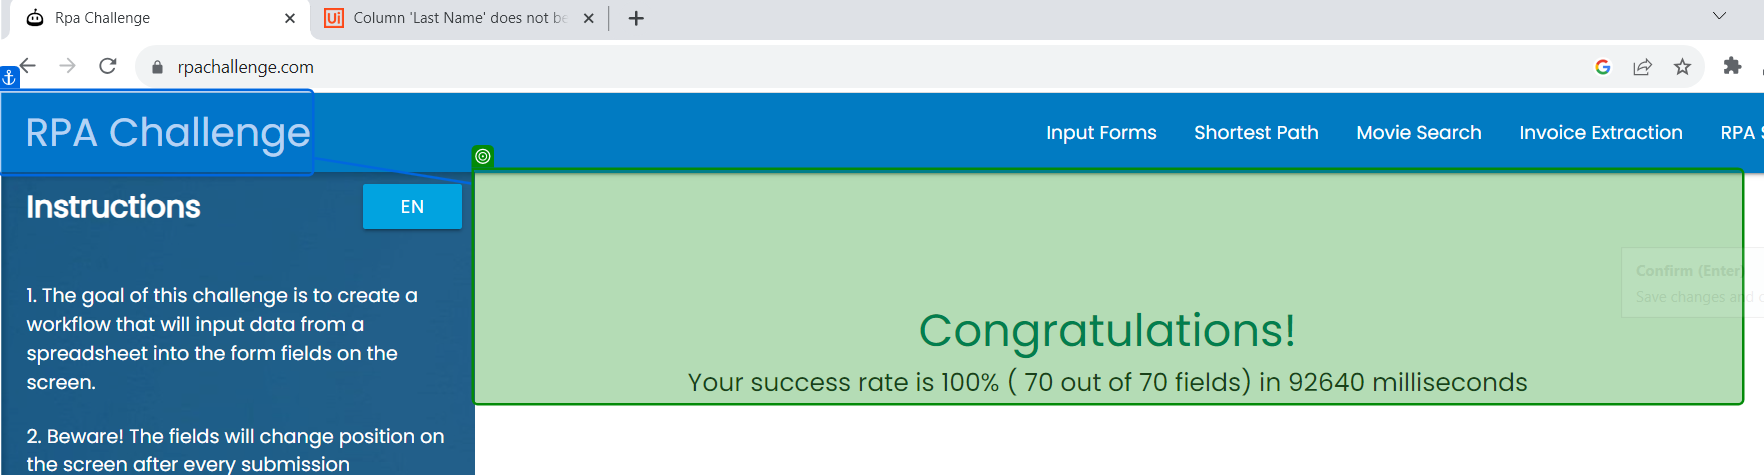 Rpa Challenge
Ui Column 'Last Name' does not be
rpachallenge.com
RPA Challenge
Input Forms Shortest Path Movie Search Invoice Extraction RPA
Instructions
EN
Confirm (Enter)
Save changes and
1. The goal of this challenge is to create a
workflow that will input data from a
spreadsheet into the form fields on the
screen.
Congratulations!
Your success rate is 100% ( 70 out of 70 fields) in 92640 milliseconds
2. Beware! The fields will change position on
the screen after every submission